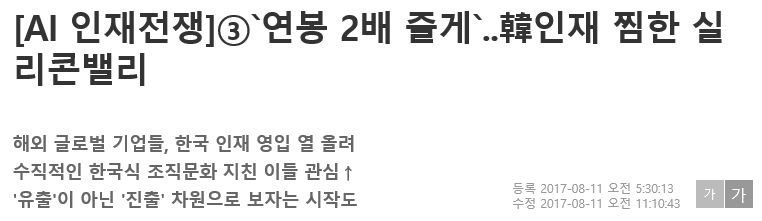 [AI 인재전쟁]③`연봉 2배 줄게`..韓인재 찜한 실
리콘밸리
해외 글로벌 기업들, 한국 인재 영입 열 올려
수직적인 한국식 조직문화 지친 이들 관심↑
'유출'이 아닌 '진출' 차원으로 보자는 시작도
등록 2017-08-11 오전 5:30:13
수정 2017-08-11 오전 11:10:43
가 가